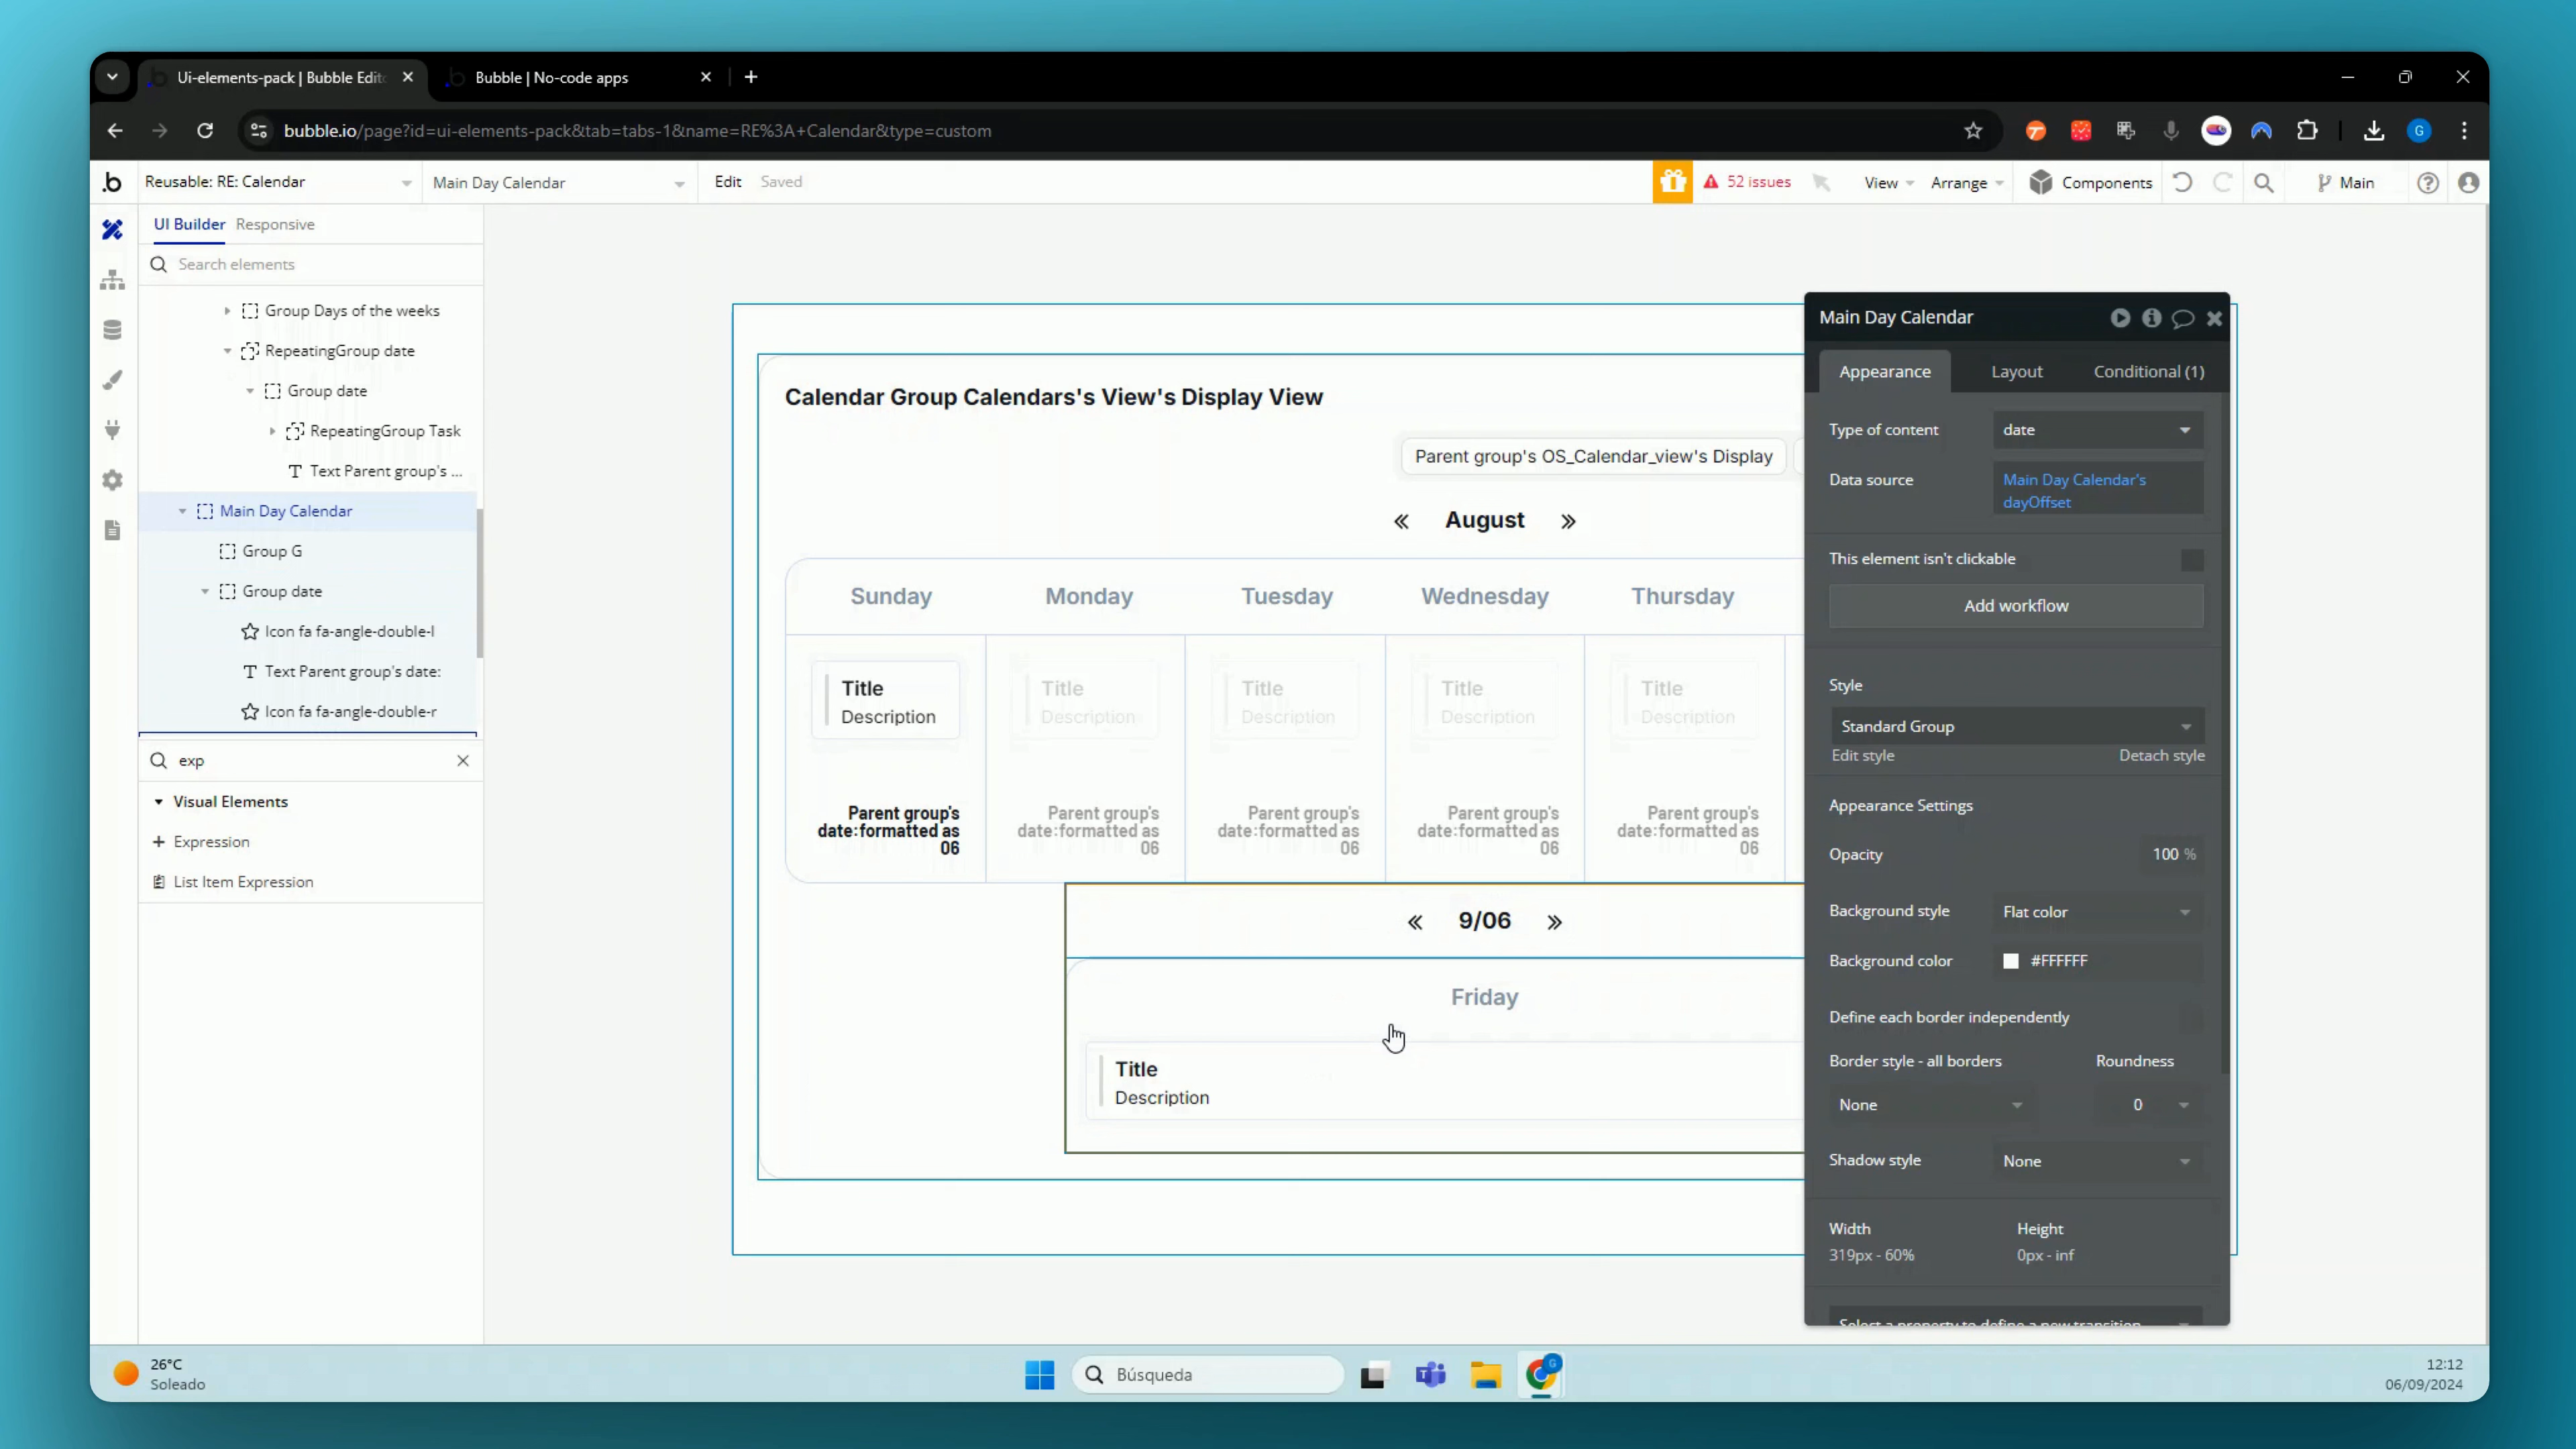 Ui-elements-pack | Bubble Edit
Bubble | No-code apps
bubble.io/page?id=ui-elements-pack&tab=tabs-1&name=RE%3A+Calendar&type=custom
G
Reusable: RE: Calendar
Main Day Calendar
Edit
Saved
52 issues
View
Arrange
Components
Main
UI Builder
Responsive
Search elements
Group Days of the weeks
RepeatingGroup date
Group date
RepeatingGroup Task
Text Parent group's ...
Main Day Calendar
Group G
Group date
Icon fa fa-angle-double-l
Text Parent group's date:
Icon fa fa-angle-double-r
exp
Visual Elements
Expression
List Item Expression
Calendar Group Calendars's View's Display View
Parent group's OS_Calendar_view's Display
« August »
Sunday
Monday
Tuesday
Wednesday
Thursday
Title
Description
Title
Description
Title
Description
Title
Description
Title
Description
Parent group's
date:formatted as
06
Parent group's
date:formatted as
06
Parent group's
date:formatted as
06
Parent group's
date:formatted as
06
Parent group's
date:formatted as
06
« 9/06 »
Friday
Title
Description
Main Day Calendar
Appearance
Layout
Conditional (1)
Type of content
date
Data source
Main Day Calendar's
dayOffset
This element isn't clickable
Add workflow
Style
Standard Group
Edit style
Detach style
Appearance Settings
Opacity
100 %
Background style
Flat color
Background color
#FFFFFF
Define each border independently
Border style - all borders
Roundness
None
0
Shadow style
None
Width
Height
319px - 60%
0px - inf
Select a property to define a new transition
26°C
Soleado
Búsqueda
G
12:12
06/09/2024